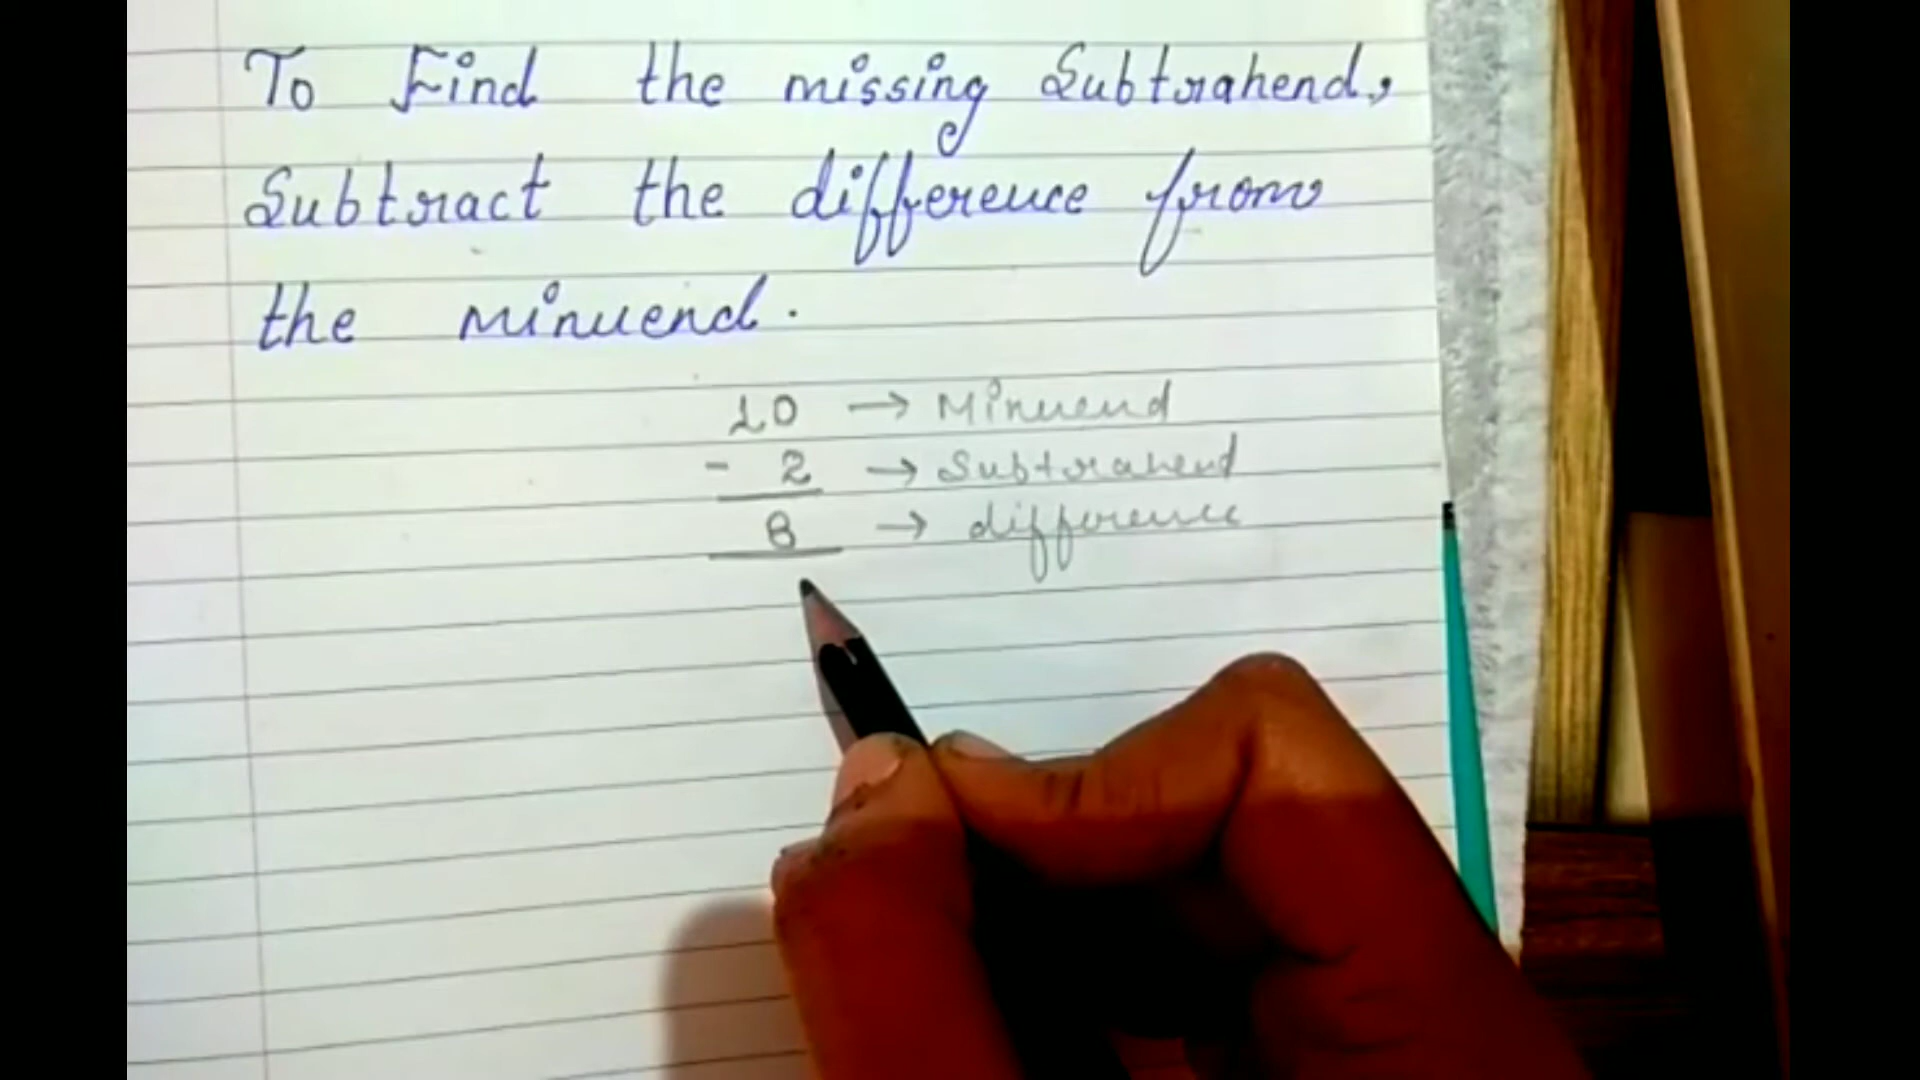 To Find the missing Subtrahend,
Subtract the difference from
the minuend.
10 → Minuend
- 2 → Subtrahend
8 → difference